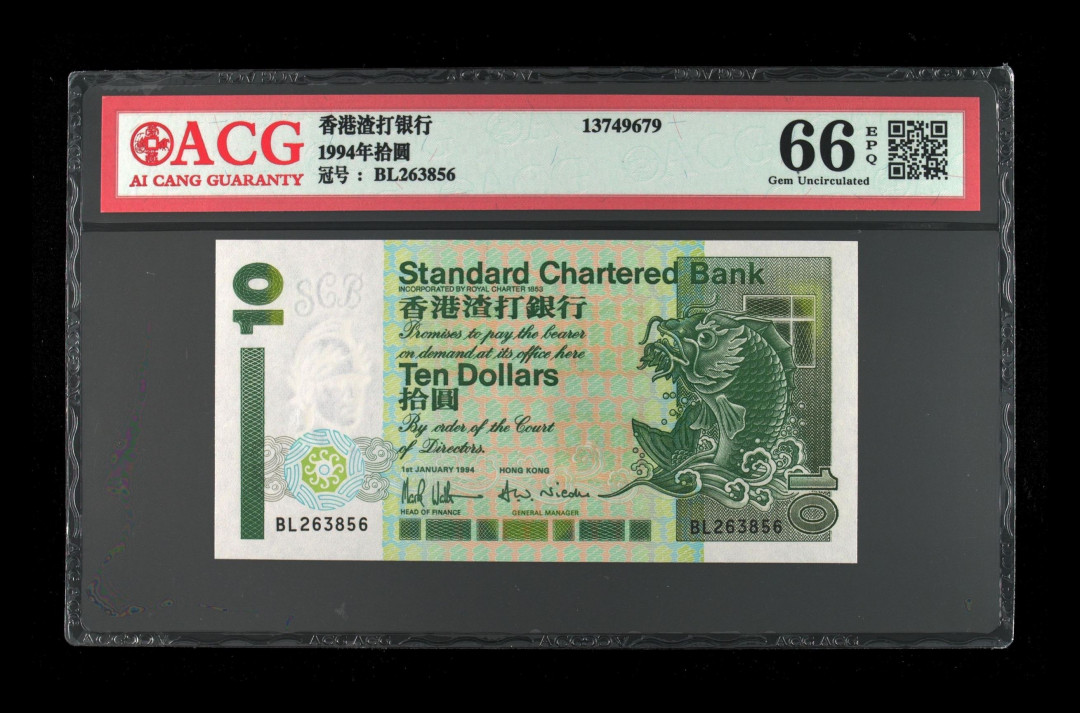 ACG
AI CANG GUARANTY
香港渣打银行
1994年拾圆
冠号： BL263856
13749679
66
EPQ
Gem Uncirculated
10
SCB
Standard Chartered Bank
INCORPORATED BY ROYAL CHARTER 1853
香港渣打銀行
Promises to pay the bearer
on demand at its office here
Ten Dollars
拾圓
By order of the Court
of Directors.
1st JANUARY 1994 HONG KONG
HEAD OF FINANCE GENERAL MANAGER
BL263856
BL263856
10
ACG ACG